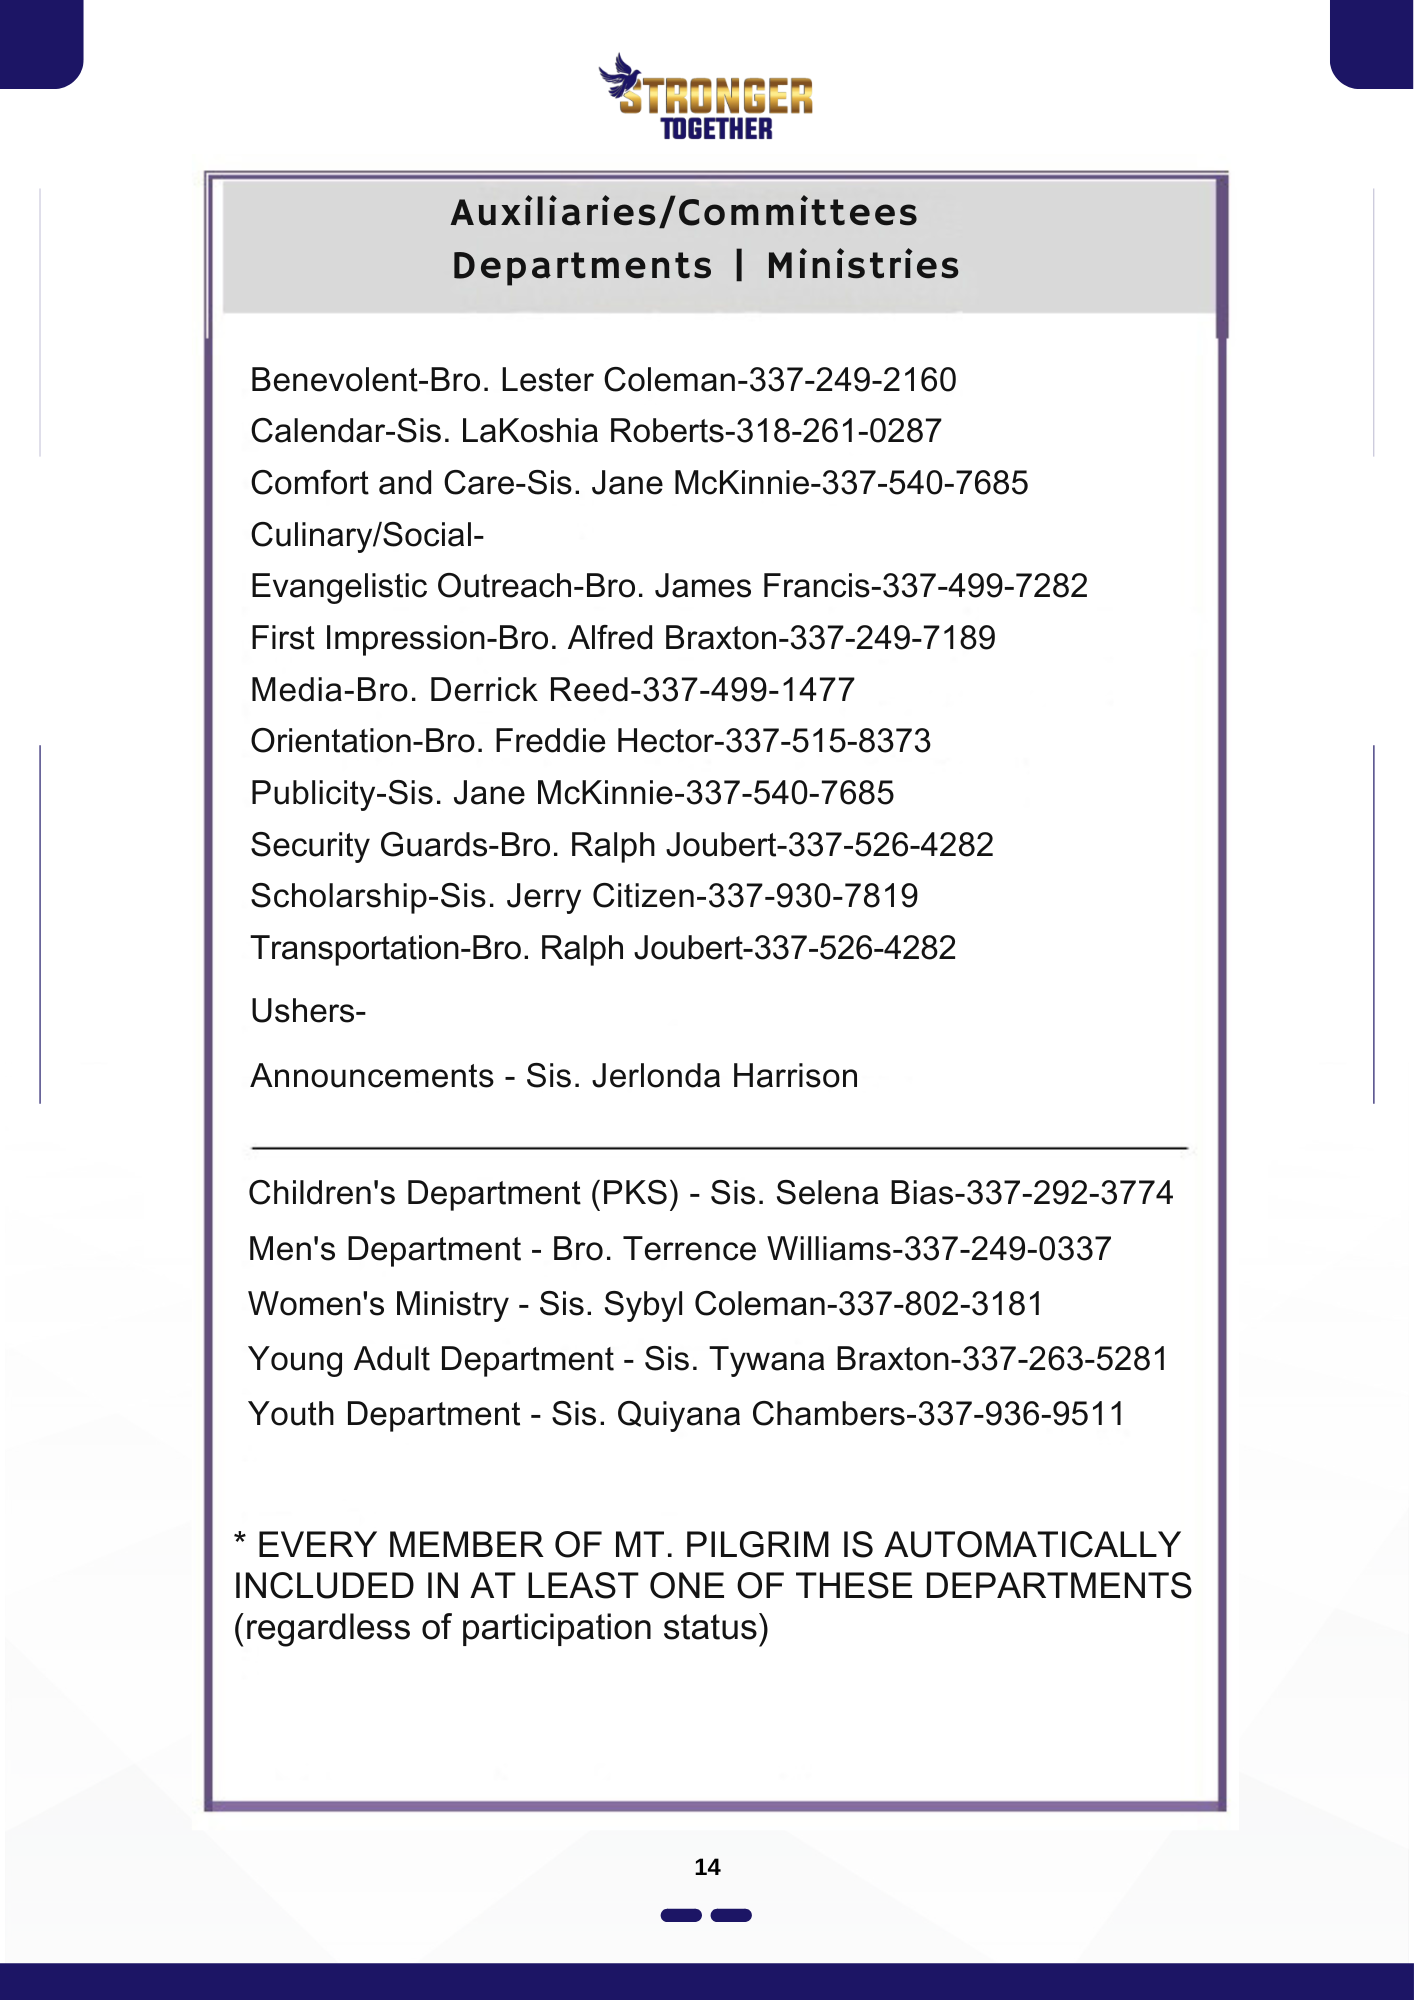 STRONGER
TOGETHER
Auxiliaries/Committees
Departments | Ministries
Benevolent-Bro. Lester Coleman-337-249-2160
Calendar-Sis. LaKoshia Roberts-318-261-0287
Comfort and Care-Sis. Jane McKinnie-337-540-7685
Culinary/Social-
Evangelistic Outreach-Bro. James Francis-337-499-7282
First Impression-Bro. Alfred Braxton-337-249-7189
Media-Bro. Derrick Reed-337-499-1477
Orientation-Bro. Freddie Hector-337-515-8373
Publicity-Sis. Jane McKinnie-337-540-7685
Security Guards-Bro. Ralph Joubert-337-526-4282
Scholarship-Sis. Jerry Citizen-337-930-7819
Transportation-Bro. Ralph Joubert-337-526-4282
Ushers-
Announcements - Sis. Jerlonda Harrison
Children's Department (PKS) - Sis. Selena Bias-337-292-3774
Men's Department - Bro. Terrence Williams-337-249-0337
Women's Ministry - Sis. Sybyl Coleman-337-802-3181
Young Adult Department - Sis. Tywana Braxton-337-263-5281
Youth Department - Sis. Quiyana Chambers-337-936-9511
* EVERY MEMBER OF MT. PILGRIM IS AUTOMATICALLY
INCLUDED IN AT LEAST ONE OF THESE DEPARTMENTS
(regardless of participation status)
14